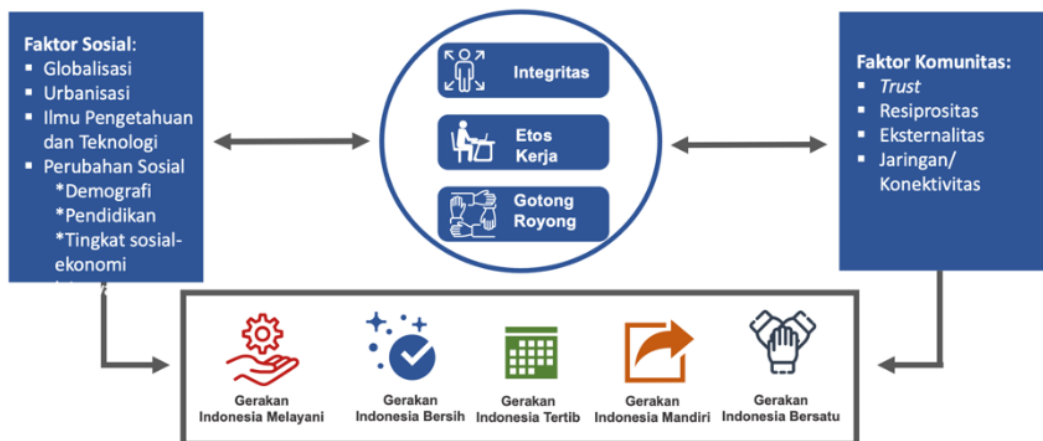 Faktor Sosial:
▪ Globalisasi
▪ Urbanisasi
▪ Ilmu Pengetahuan
dan Teknologi
▪ Perubahan Sosial
*Demografi
*Pendidikan
*Tingkat sosial-
ekonomi
Integritas
Etos
Kerja
Gotong
Royong
Faktor Komunitas:
▪ Trust
▪ Resiprositas
▪ Eksternalitas
▪ Jaringan/
Konektivitas
Gerakan
Indonesia Melayani
Gerakan
Indonesia Bersih
Gerakan
Indonesia Tertib
Gerakan
Indonesia Mandiri
Gerakan
Indonesia Bersatu